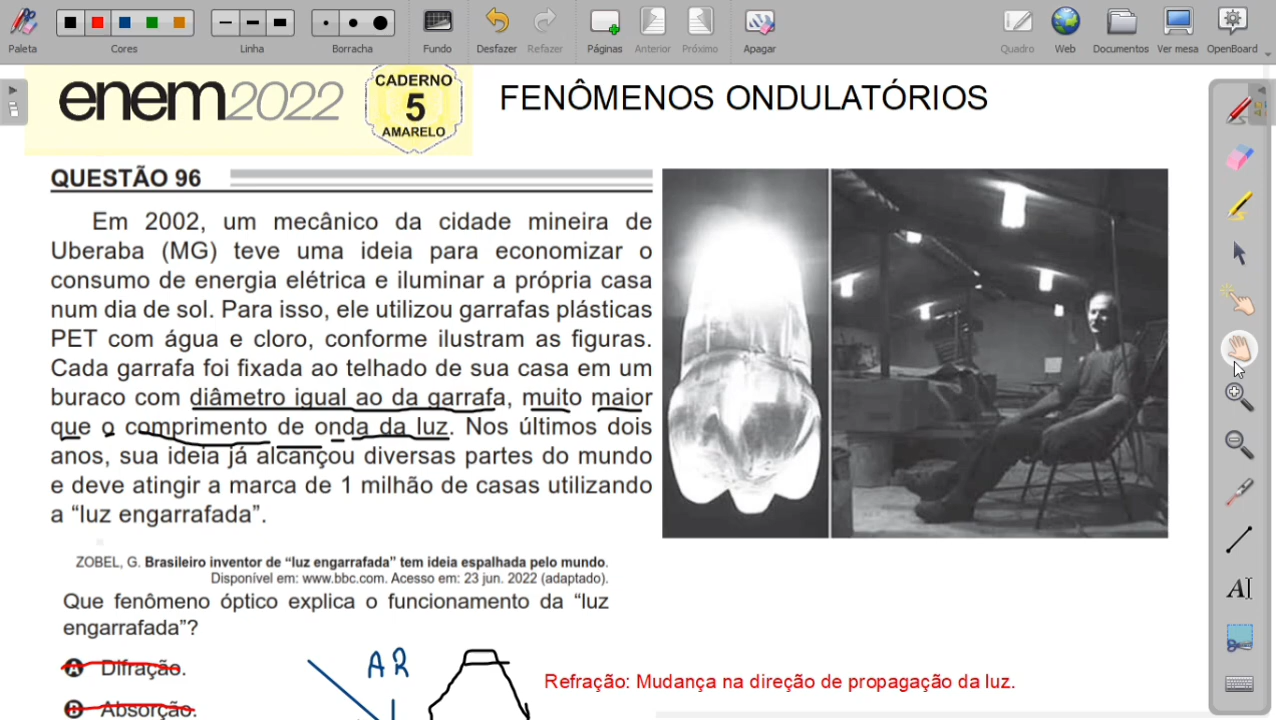 Paleta
Cores
Linha
Borracha
Fundo
Desfazer
Refazer
Páginas
Anterior
Próximo
Apagar
Quadro
Web
Documentos
Ver mesa
OpenBoard
enem2022
CADERNO
5
AMARELO
FENÔMENOS ONDULATÓRIOS
QUESTÃO 96
Em 2002, um mecânico da cidade mineira de
Uberaba (MG) teve uma ideia para economizar o
consumo de energia elétrica e iluminar a própria casa
num dia de sol. Para isso, ele utilizou garrafas plásticas
PET com água e cloro, conforme ilustram as figuras.
Cada garrafa foi fixada ao telhado de sua casa em um
buraco com diâmetro igual ao da garrafa, muito maior
que o comprimento de onda da luz. Nos últimos dois
anos, sua ideia já alcançou diversas partes do mundo
e deve atingir a marca de 1 milhão de casas utilizando
a “luz engarrafada”.
ZOBEL, G. Brasileiro inventor de “luz engarrafada” tem ideia espalhada pelo mundo.
Disponível em: www.bbc.com. Acesso em: 23 jun. 2022 (adaptado).
Que fenômeno óptico explica o funcionamento da “luz
engarrafada”?
A Difração.
B Absorção.
AR
Refração: Mudança na direção de propagação da luz.
A